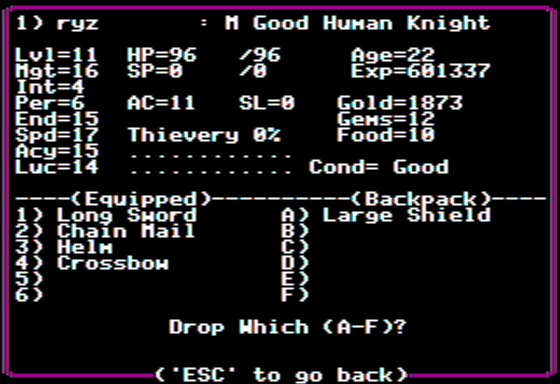 1) ryz : M Good Human Knight
Lvl=11 HP=96 /96 Age=22
Mgt=16 SP=0 /0 Exp=601337
Int=4
Per=6 AC=11 SL=0 Gold=1873
End=15 Gems=12
Spd=17 Thievery 0% Food=10
Acy=15 ............
Luc=14 ............ Cond= Good
----(Equipped)----------(Backpack)----
1) Long Sword A) Large Shield
2) Chain Mail B)
3) Helm C)
4) Crossbow D)
5) E)
6) F)
Drop Which (A-F)?
('ESC' to go back)